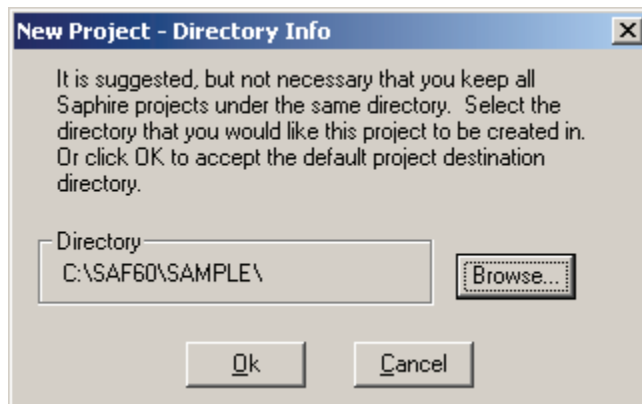 New Project - Directory Info
It is suggested, but not necessary that you keep all
Saphire projects under the same directory.  Select the
directory that you would like this project to be created in.
Or click OK to accept the default project destination
directory.
Directory
C:\SAF60\SAMPLE\
Browse...
Ok
Cancel